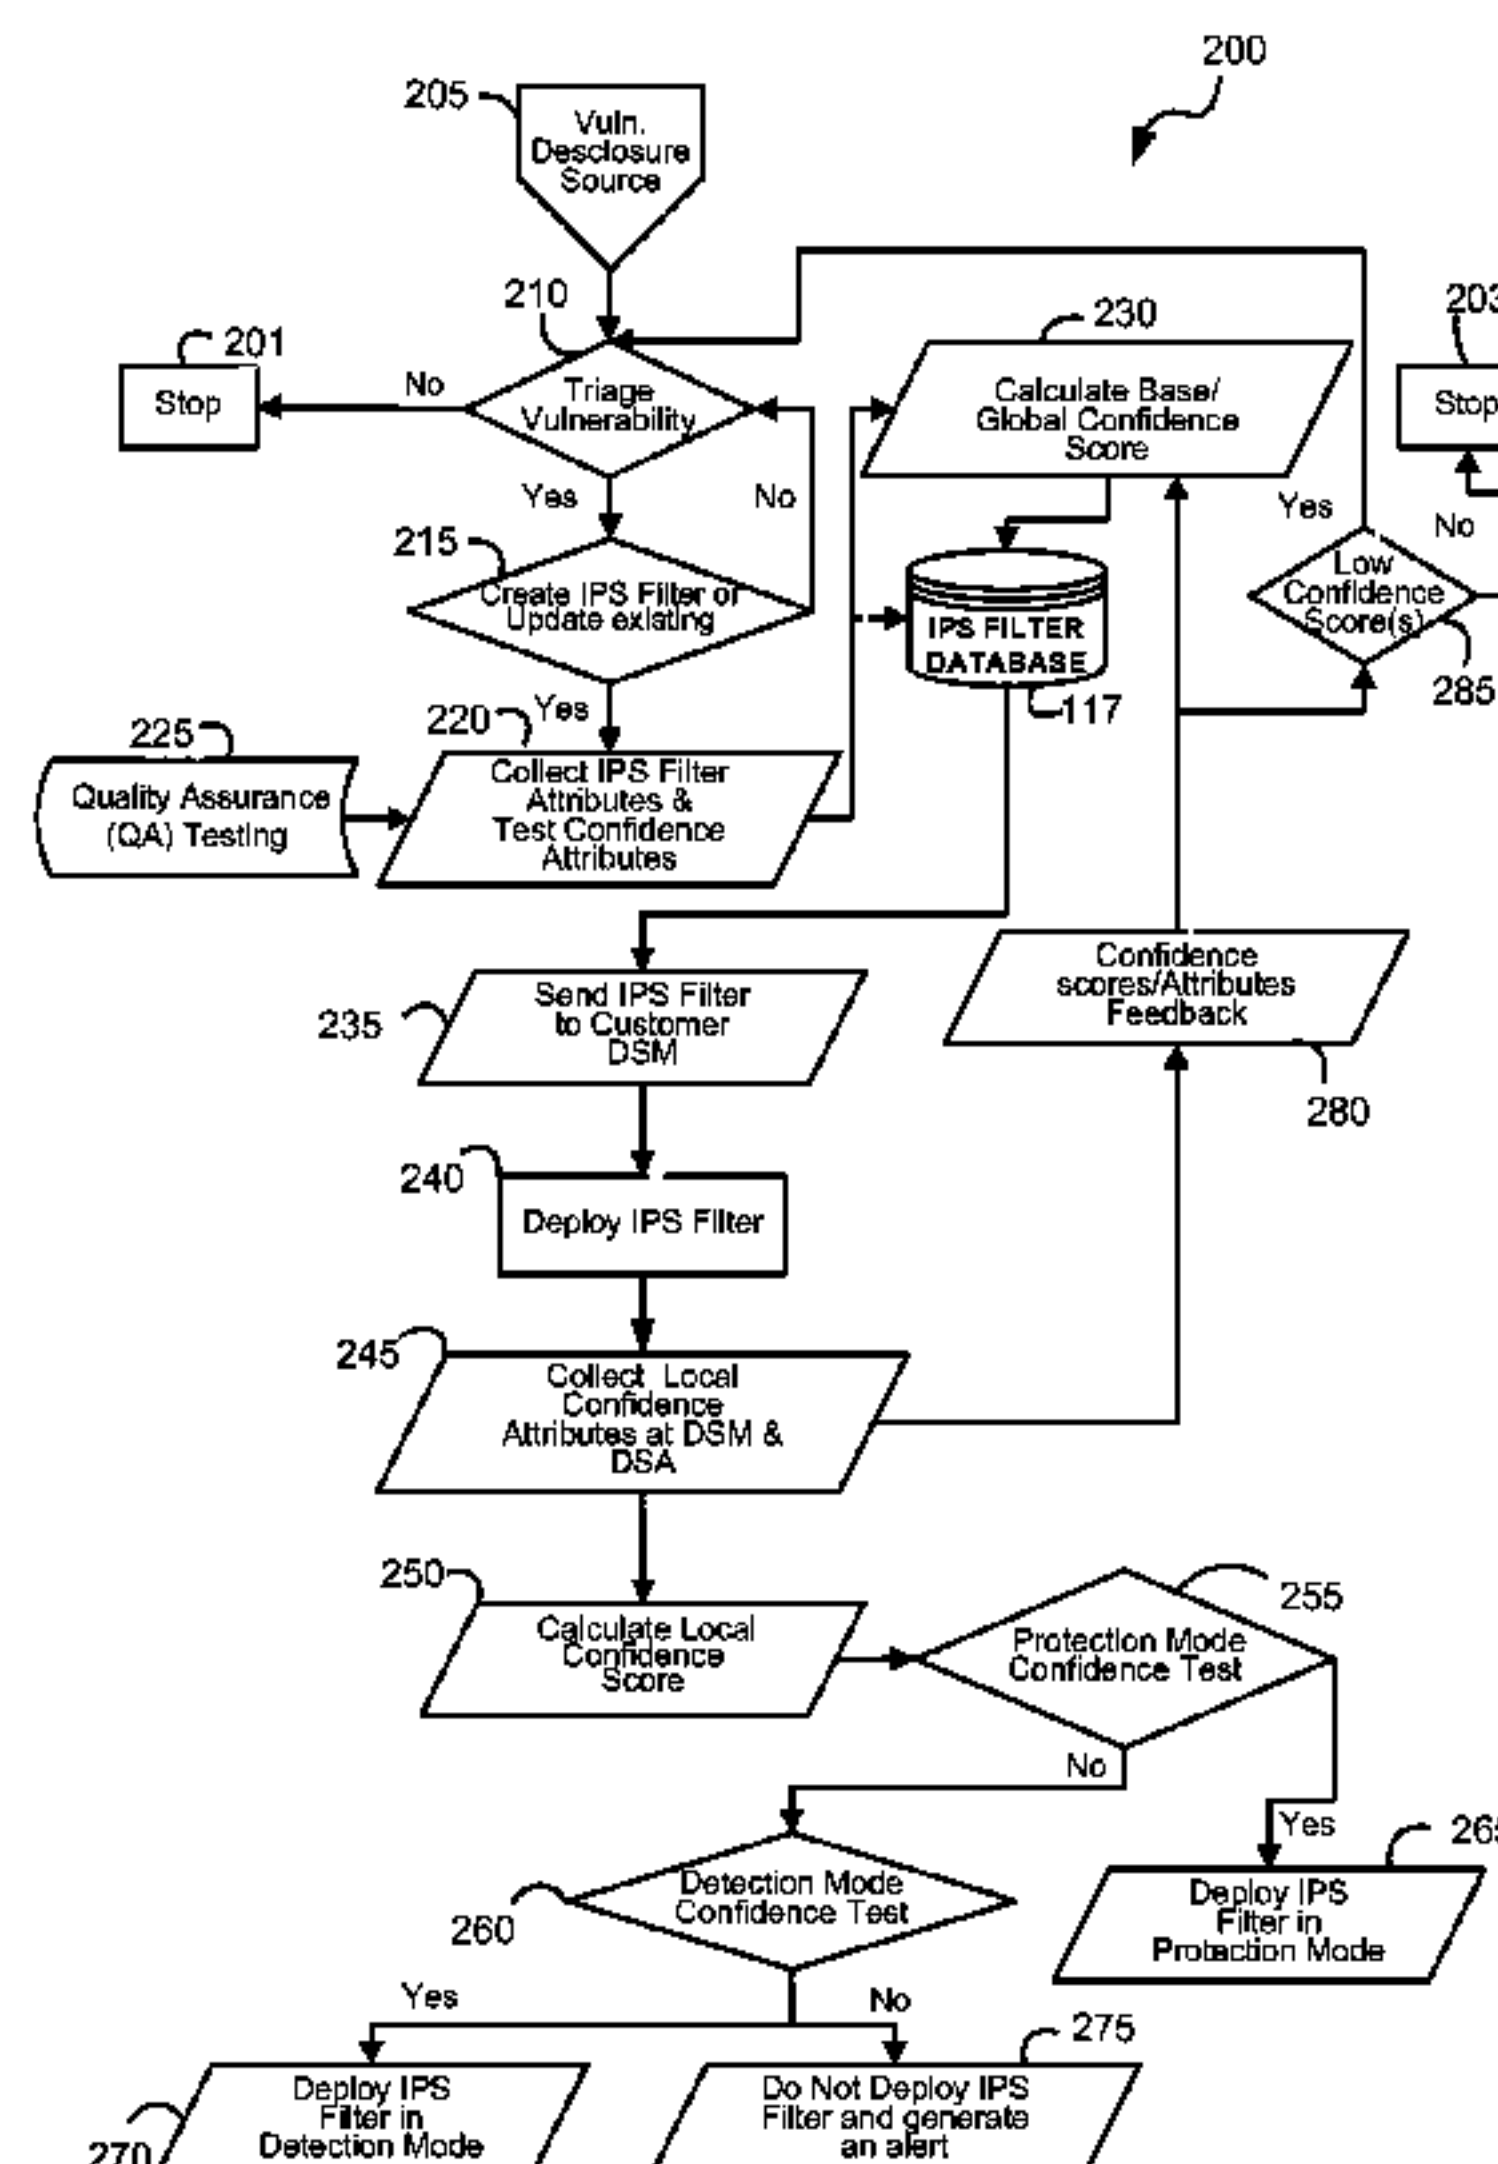 200
205
Vuln.
Desclosure
Source
210
230
203
201
Stop
No
Triage
Vulnerability
Calculate Base/
Global Confidence
Score
Stop
Yes
No
Yes
No
215
Create IPS Filter or
Update existing
IPS FILTER
DATABASE
117
Low
Confidence
Score(s)
285
225
220
Yes
Quality Assurance
(QA) Testing
Collect IPS Filter
Attributes &
Test Confidence
Attributes
Confidence
scores/Attributes
Feedback
280
235
Send IPS Filter
to Customer
DSM
240
Deploy IPS Filter
245
Collect Local
Confidence
Attributes at DSM &
DSA
250
Calculate Local
Confidence
Score
255
Protection Mode
Confidence Test
No
Yes
265
Deploy IPS
Filter in
Protection Mode
260
Detection Mode
Confidence Test
Yes
No
275
270
Deploy IPS
Filter in
Detection Mode
Do Not Deploy IPS
Filter and generate
an alert